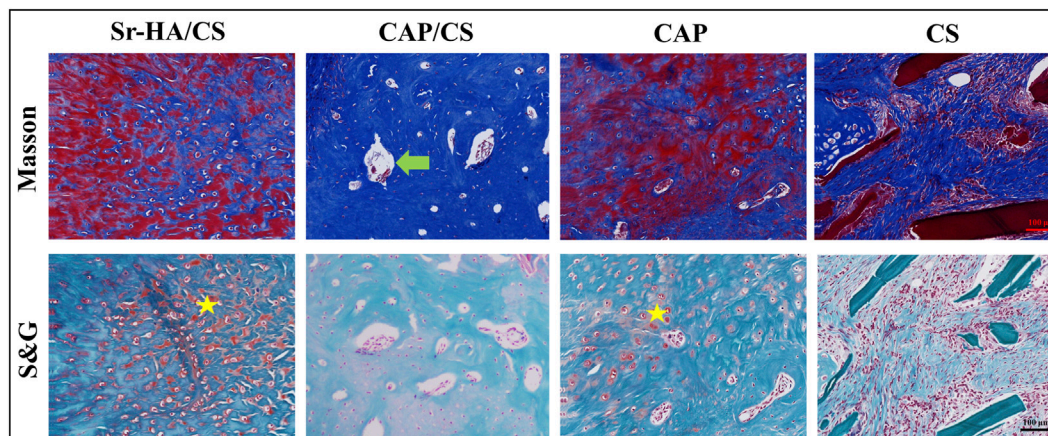 Sr-HA/CS
CAP/CS
CAP
CS
Masson
100 μm
S&G
100 μm